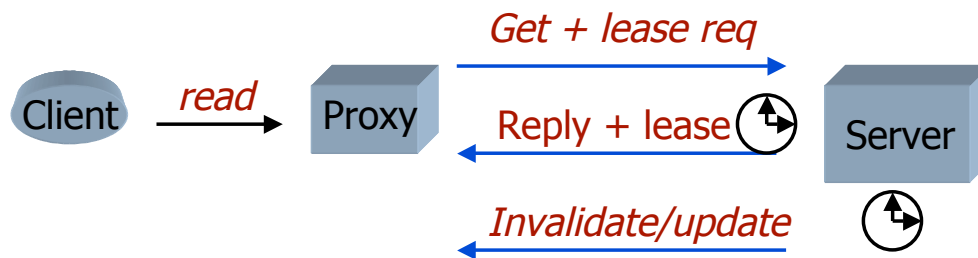 Get + lease req
Client
read
Proxy
Reply + lease
Server
Invalidate/update